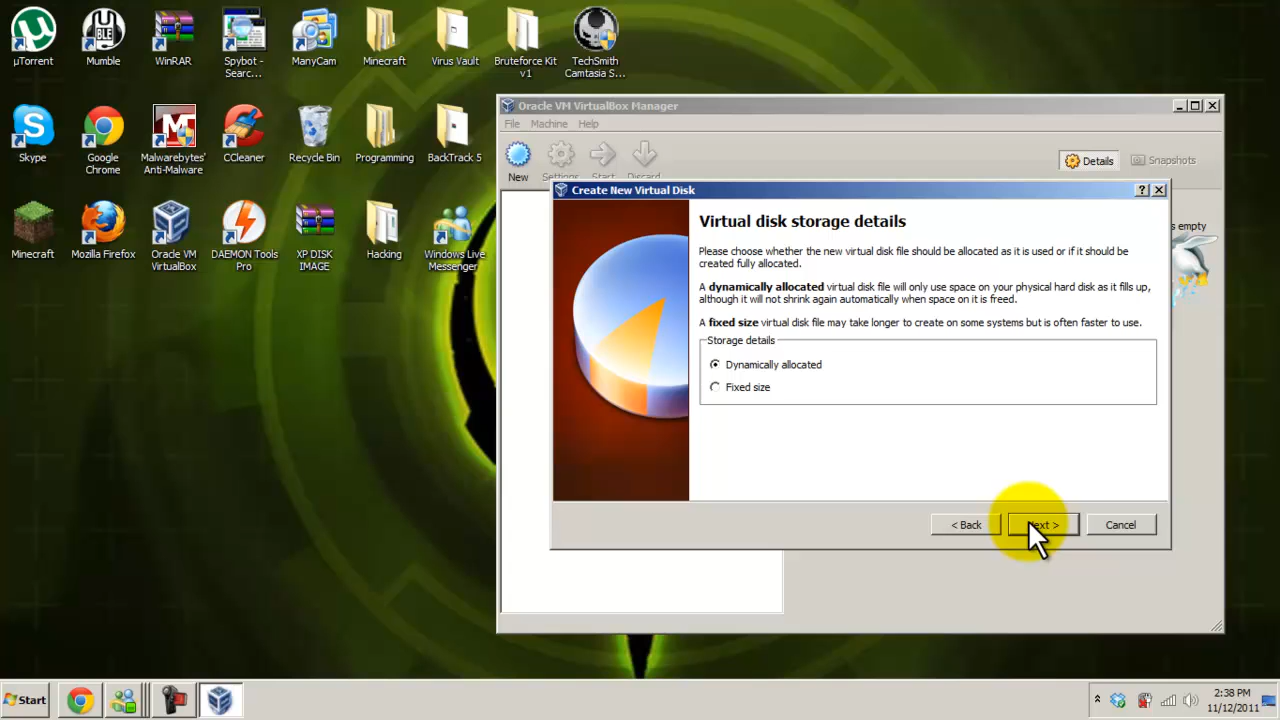 µTorrent
Mumble
WinRAR
Spybot - Searc...
ManyCam
Minecraft
Virus Vault
Bruteforce Kit v1
TechSmith Camtasia S...
Skype
Google Chrome
Malwarebytes' Anti-Malware
CCleaner
Recycle Bin
Programming
BackTrack 5
Minecraft
Mozilla Firefox
Oracle VM VirtualBox
DAEMON Tools Pro
XP DISK IMAGE
Hacking
Windows Live Messenger
Oracle VM VirtualBox Manager
File Machine Help
New Settings Start Discard
Details Snapshots
s empty
Create New Virtual Disk
Virtual disk storage details
Please choose whether the new virtual disk file should be allocated as it is used or if it should be
created fully allocated.
A dynamically allocated virtual disk file will only use space on your physical hard disk as it fills up,
although it will not shrink again automatically when space on it is freed.
A fixed size virtual disk file may take longer to create on some systems but is often faster to use.
Storage details
Dynamically allocated
Fixed size
< Back Next > Cancel
Start
2:38 PM
11/12/2011